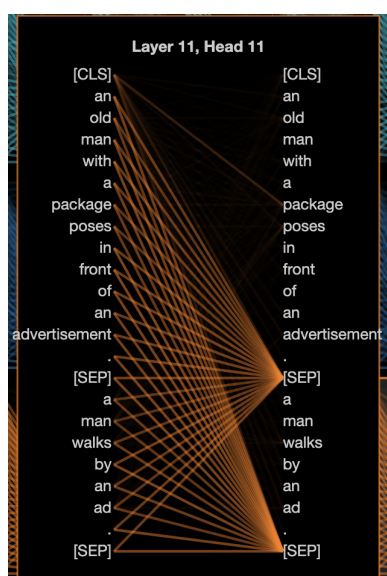 Layer 11, Head 11
[CLS] [CLS]
an an
old old
man man
with with
a a
package package
poses poses
in in
front front
of of
an an
advertisement advertisement
. .
[SEP] [SEP]
a a
man man
walks walks
by by
an an
ad ad
. .
[SEP] [SEP]